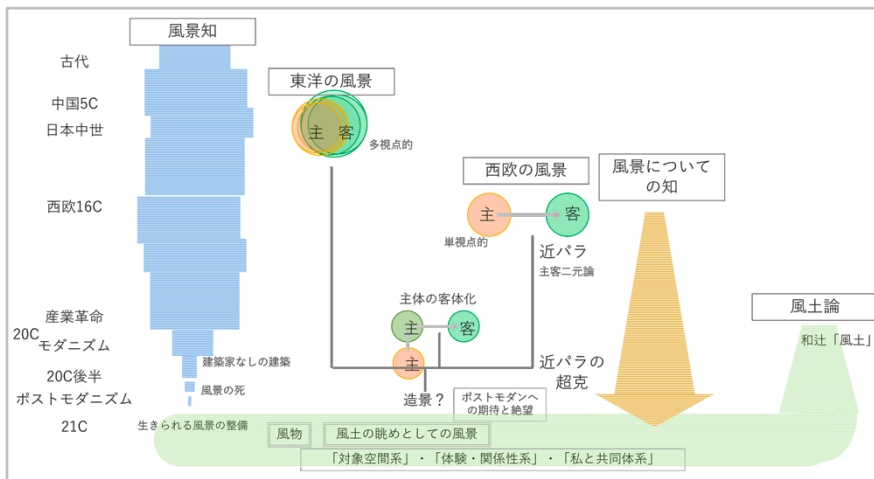 風景知
古代
中国5C
日本中世
西欧16C
産業革命
20C
モダニズム
20C後半
ポストモダニズム
21C
建築家なしの建築
風景の死
生きられる風景の整備
東洋の風景
主 客
多視点的
西欧の風景
主 客
単視点的
近パラ
主客二元論
主体の客体化
主 客
主
近パラの
超克
造景?
ポストモダンへ
の期待と絶望
風景についての
知
風土論
和辻「風土」
風物
風土の眺めとしての風景
「対象空間系」・「体験・関係性系」・「私と共同体系」